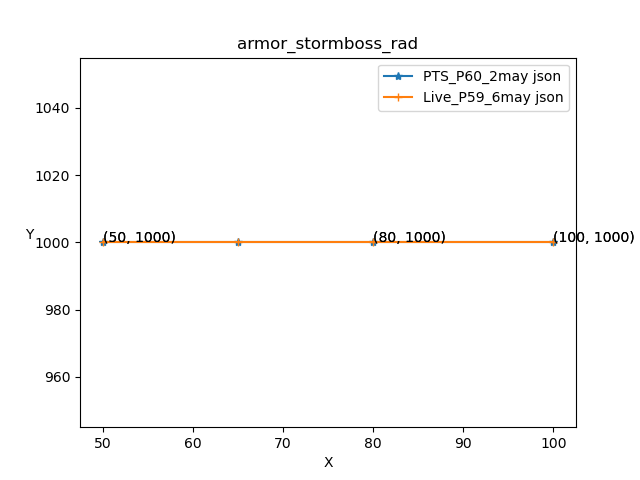 armor_stormboss_rad
PTS_P60_2may json
Live_P59_6may json
1040
1020
Y
1000
980
960
(50, 1000)
(80, 1000)
(100, 1000)
50
60
70
80
90
100
X